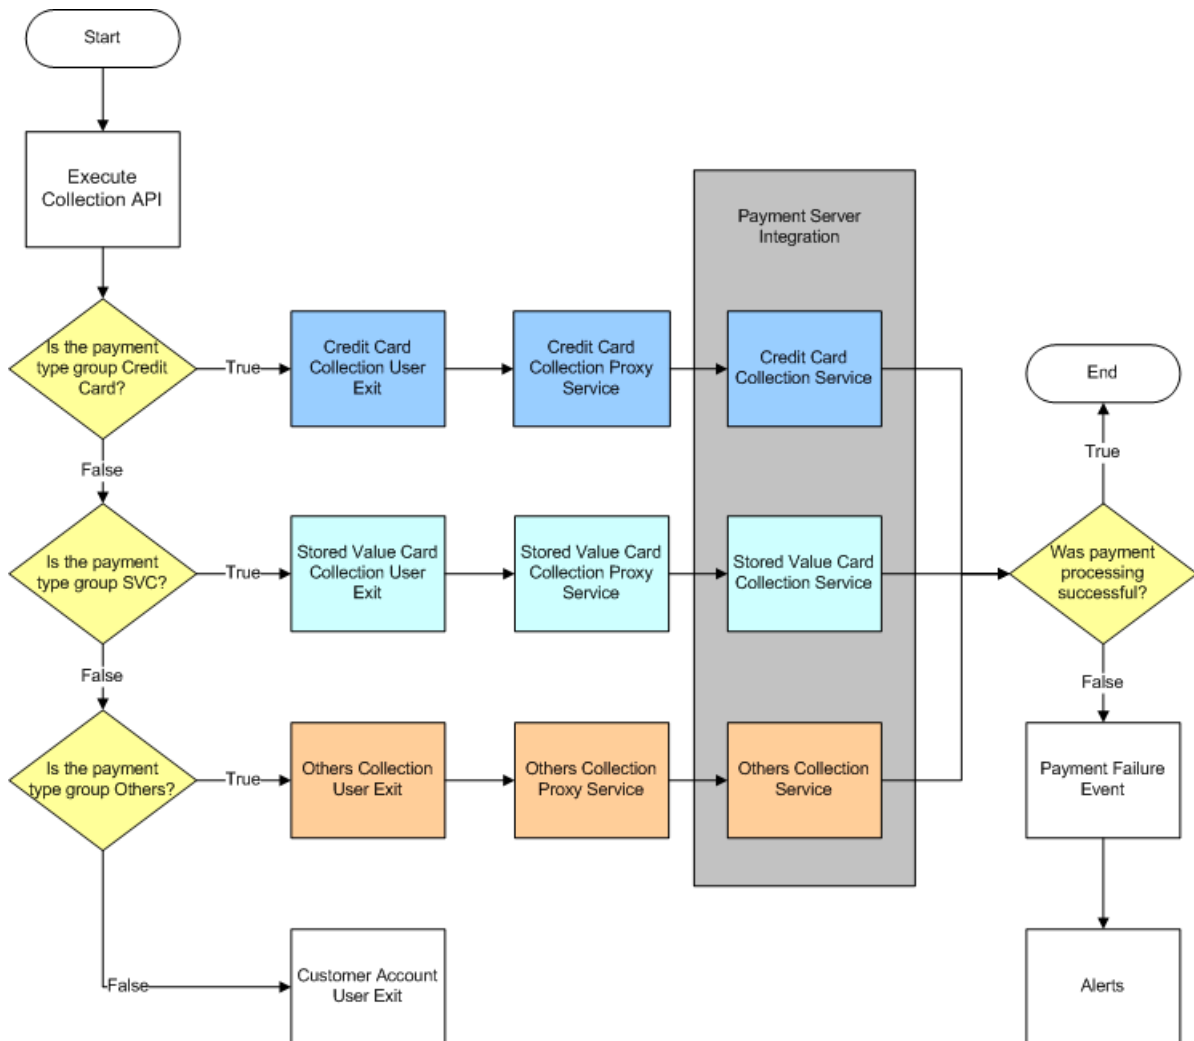 Start
Execute
Collection API
Payment Server
Integration
Is the payment
type group Credit
Card?
True
Credit Card
Collection User
Exit
Credit Card
Collection Proxy
Service
Credit Card
Collection Service
End
False
True
Is the payment
type group SVC?
True
Stored Value Card
Collection User
Exit
Stored Value Card
Collection Proxy
Service
Stored Value Card
Collection Service
Was payment
processing
successful?
False
False
Is the payment
type group Others?
True
Others Collection
User Exit
Others Collection
Proxy Service
Others Collection
Service
Payment Failure
Event
False
Customer Account
User Exit
Alerts